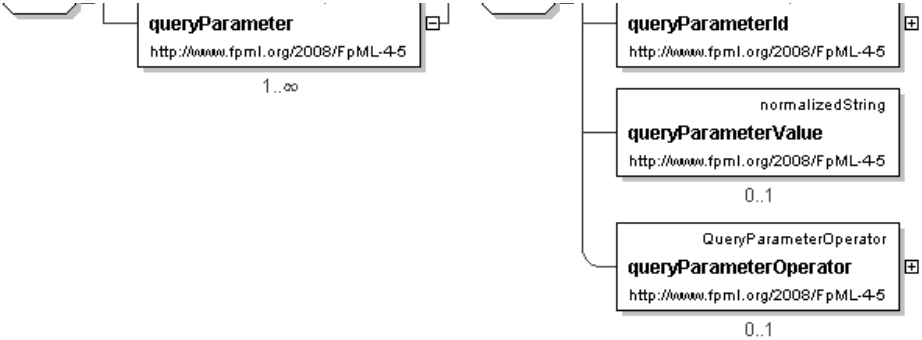 queryParameter
http://www.fpml.org/2008/FpML-4-5
1..∞
queryParameterId
http://www.fpml.org/2008/FpML-4-5
normalizedString
queryParameterValue
http://www.fpml.org/2008/FpML-4-5
0..1
QueryParameterOperator
queryParameterOperator
http://www.fpml.org/2008/FpML-4-5
0..1